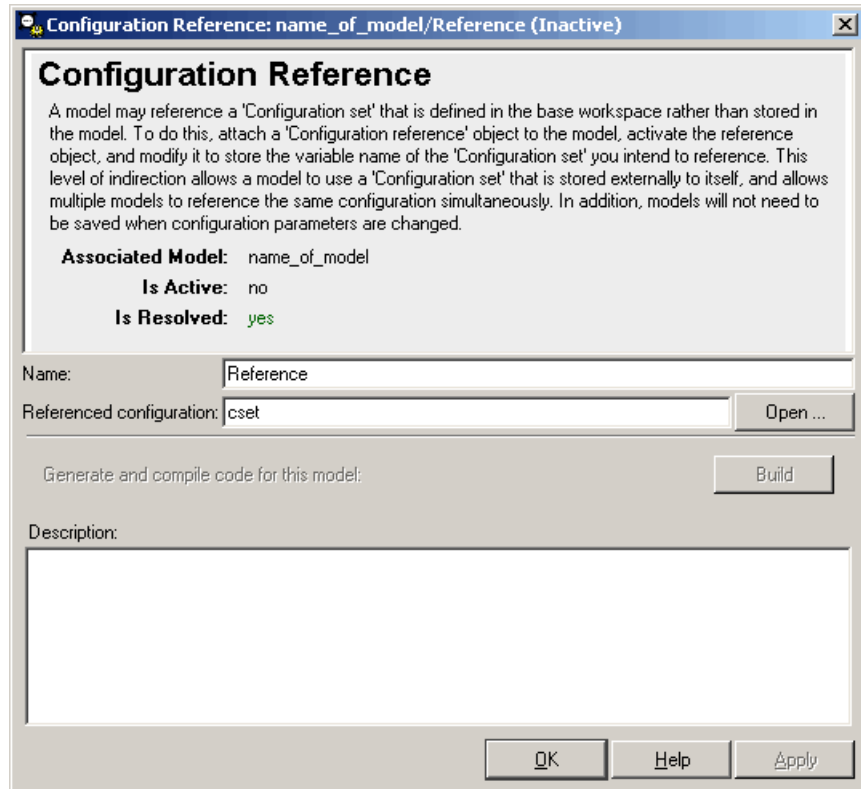 Configuration Reference: name_of_model/Reference (Inactive)
Configuration Reference
A model may reference a 'Configuration set' that is defined in the base workspace rather than stored in
the model. To do this, attach a 'Configuration reference' object to the model, activate the reference
object, and modify it to store the variable name of the 'Configuration set' you intend to reference. This
level of indirection allows a model to use a 'Configuration set' that is stored externally to itself, and allows
multiple models to reference the same configuration simultaneously. In addition, models will not need to
be saved when configuration parameters are changed.
Associated Model: name_of_model
Is Active: no
Is Resolved: yes
Name: Reference
Referenced configuration: cset Open ...
Generate and compile code for this model: Build
Description:
OK Help Apply